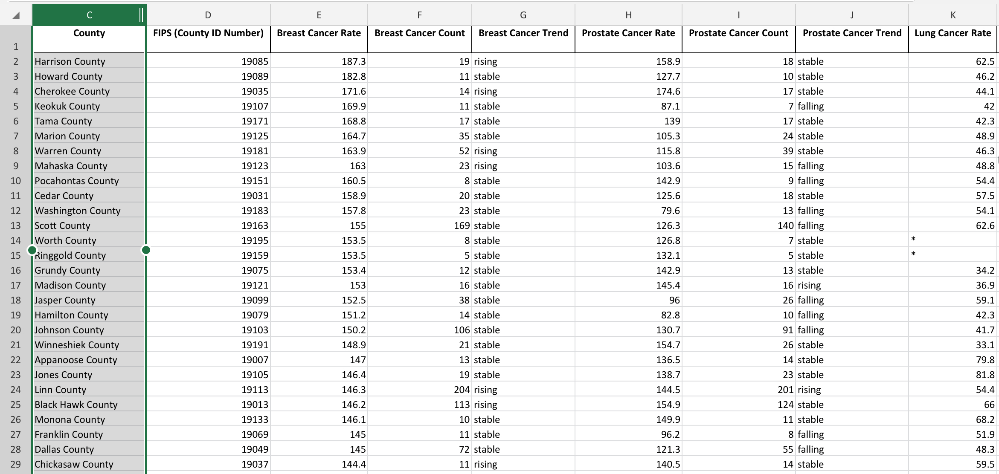 C D E F G H I J K
County FIPS (County ID Number) Breast Cancer Rate Breast Cancer Count Breast Cancer Trend Prostate Cancer Rate Prostate Cancer Count Prostate Cancer Trend Lung Cancer Rate
1
2 Harrison County 19085 187.3 19 rising 158.9 18 stable 62.5
3 Howard County 19089 182.8 11 stable 127.7 10 stable 46.2
4 Cherokee County 19035 171.6 14 rising 174.6 17 stable 44.1
5 Keokuk County 19107 169.9 11 stable 87.1 7 falling 42
6 Tama County 19171 168.8 17 stable 139 17 stable 42.3
7 Marion County 19125 164.7 35 stable 105.3 24 stable 48.9
8 Warren County 19181 163.9 52 rising 115.8 39 stable 46.3
9 Mahaska County 19123 163 23 rising 103.6 15 falling 48.8
10 Pocahontas County 19151 160.5 8 stable 142.9 9 falling 54.4
11 Cedar County 19031 158.9 20 stable 125.6 18 stable 57.5
12 Washington County 19183 157.8 23 stable 79.6 13 falling 54.1
13 Scott County 19163 155 169 stable 126.3 140 falling 62.6
14 Worth County 19195 153.5 8 stable 126.8 7 stable *
15 Ringgold County 19159 153.5 5 stable 132.1 5 stable *
16 Grundy County 19075 153.4 12 stable 142.9 13 stable 34.2
17 Madison County 19121 153 16 stable 145.4 16 rising 36.9
18 Jasper County 19099 152.5 38 stable 96 26 falling 59.1
19 Hamilton County 19079 151.2 14 stable 82.8 10 falling 42.3
20 Johnson County 19103 150.2 106 stable 130.7 91 falling 41.7
21 Winneshiek County 19191 148.9 21 stable 154.7 26 stable 33.1
22 Appanoose County 19007 147 13 stable 136.5 14 stable 79.8
23 Jones County 19105 146.4 19 stable 138.7 23 stable 81.8
24 Linn County 19113 146.3 204 rising 144.5 201 rising 54.4
25 Black Hawk County 19013 146.2 113 rising 154.9 124 stable 66
26 Monona County 19133 146.1 10 stable 149.9 11 stable 68.2
27 Franklin County 19069 145 11 stable 96.2 8 falling 51.9
28 Dallas County 19049 145 72 stable 121.3 55 falling 48.3
29 Chickasaw County 19037 144.4 11 rising 140.5 14 stable 59.5